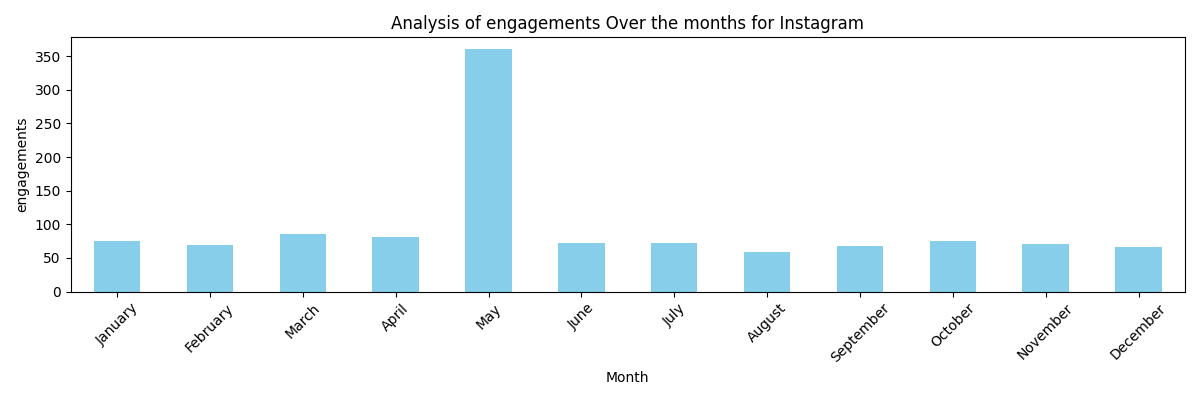 Analysis of engagements Over the months for Instagram
engagements
350
300
250
200
150
100
50
0
January
February
March
April
May
June
July
August
September
October
November
December
Month